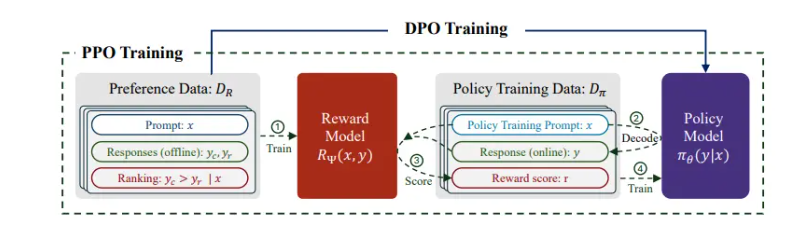 DPO Training
PPO Training
Preference Data: D_R
Prompt: x
Responses (offline): y_c, y_r
Ranking: y_c > y_r | x
①
Train
Reward
Model
R_Ψ(x, y)
③
Score
Policy Training Data: D_π
Policy Training Prompt: x
Response (online): y
Reward score: r
②
Decode
④
Train
Policy
Model
π_θ(y|x)